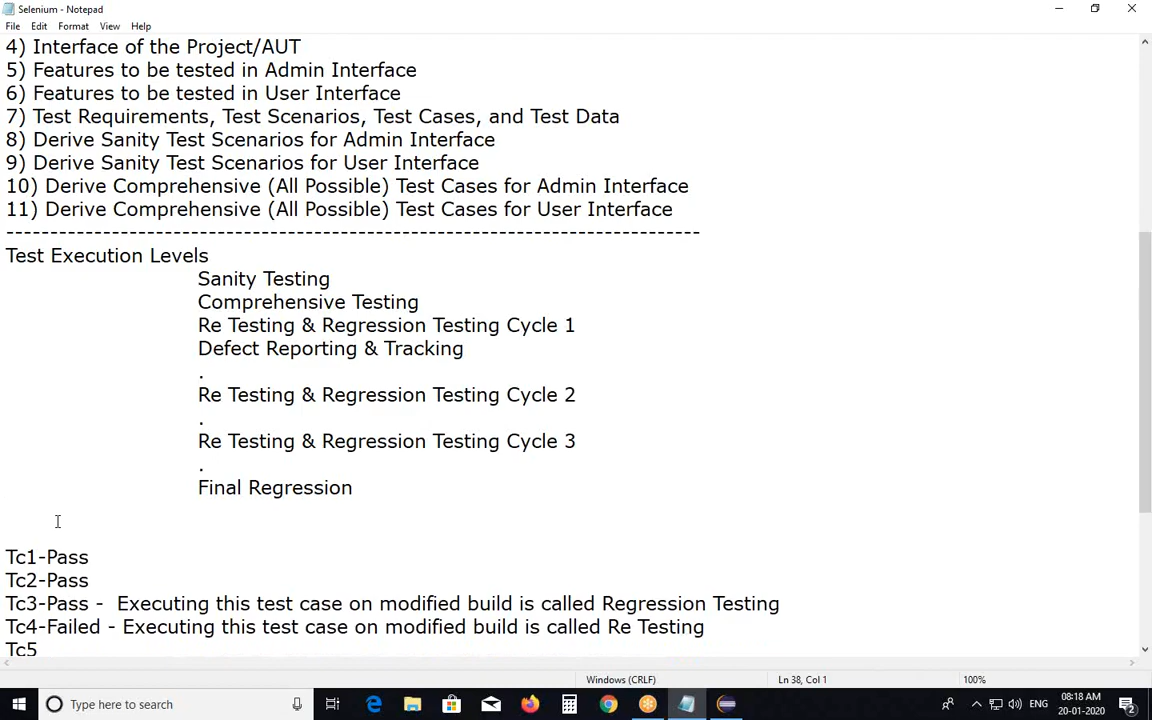 Selenium - Notepad
File Edit Format View Help
4) Interface of the Project/AUT
5) Features to be tested in Admin Interface
6) Features to be tested in User Interface
7) Test Requirements, Test Scenarios, Test Cases, and Test Data
8) Derive Sanity Test Scenarios for Admin Interface
9) Derive Sanity Test Scenarios for User Interface
10) Derive Comprehensive (All Possible) Test Cases for Admin Interface
11) Derive Comprehensive (All Possible) Test Cases for User Interface
-------------------------------------------------------------------------------
Test Execution Levels
Sanity Testing
Comprehensive Testing
Re Testing & Regression Testing Cycle 1
Defect Reporting & Tracking
.
Re Testing & Regression Testing Cycle 2
.
Re Testing & Regression Testing Cycle 3
.
Final Regression
Tc1-Pass
Tc2-Pass
Tc3-Pass - Executing this test case on modified build is called Regression Testing
Tc4-Failed - Executing this test case on modified build is called Re Testing
Tc5
Windows (CRLF) Ln 38, Col 1 100%
Type here to search ENG 08:18 AM
20-01-2020 2